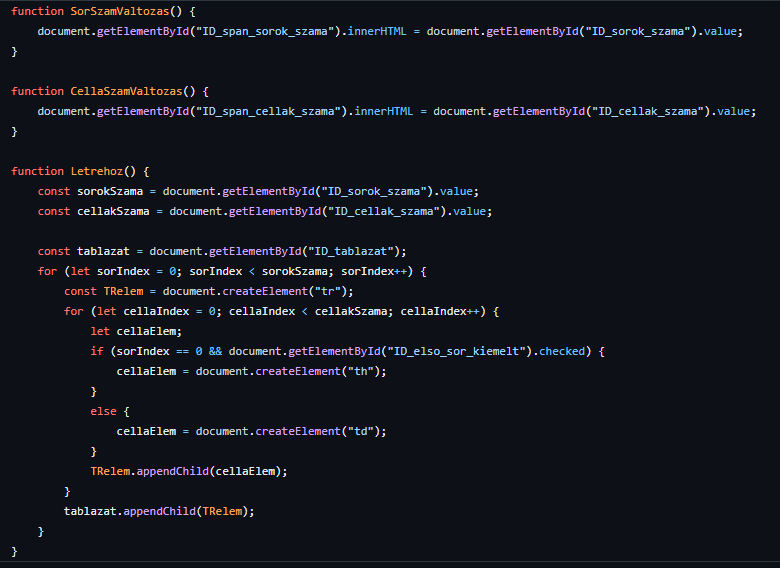 function SorSzamValtozas() {
    document.getElementById("ID_span_sorok_szama").innerHTML = document.getElementById("ID_sorok_szama").value;
}

function CellaSzamValtozas() {
    document.getElementById("ID_span_cellak_szama").innerHTML = document.getElementById("ID_cellak_szama").value;
}

function Letrehoz() {
    const sorokSzama = document.getElementById("ID_sorok_szama").value;
    const cellakSzama = document.getElementById("ID_cellak_szama").value;

    const tablazat = document.getElementById("ID_tablazat");
    for (let sorIndex = 0; sorIndex < sorokSzama; sorIndex++) {
        const TRelem = document.createElement("tr");
        for (let cellaIndex = 0; cellaIndex < cellakSzama; cellaIndex++) {
            let cellaElem;
            if (sorIndex == 0 && document.getElementById("ID_elso_sor_kiemelt").checked) {
                cellaElem = document.createElement("th");
            }
            else {
                cellaElem = document.createElement("td");
            }
            TRelem.appendChild(cellaElem);
        }
        tablazat.appendChild(TRelem);
    }
}